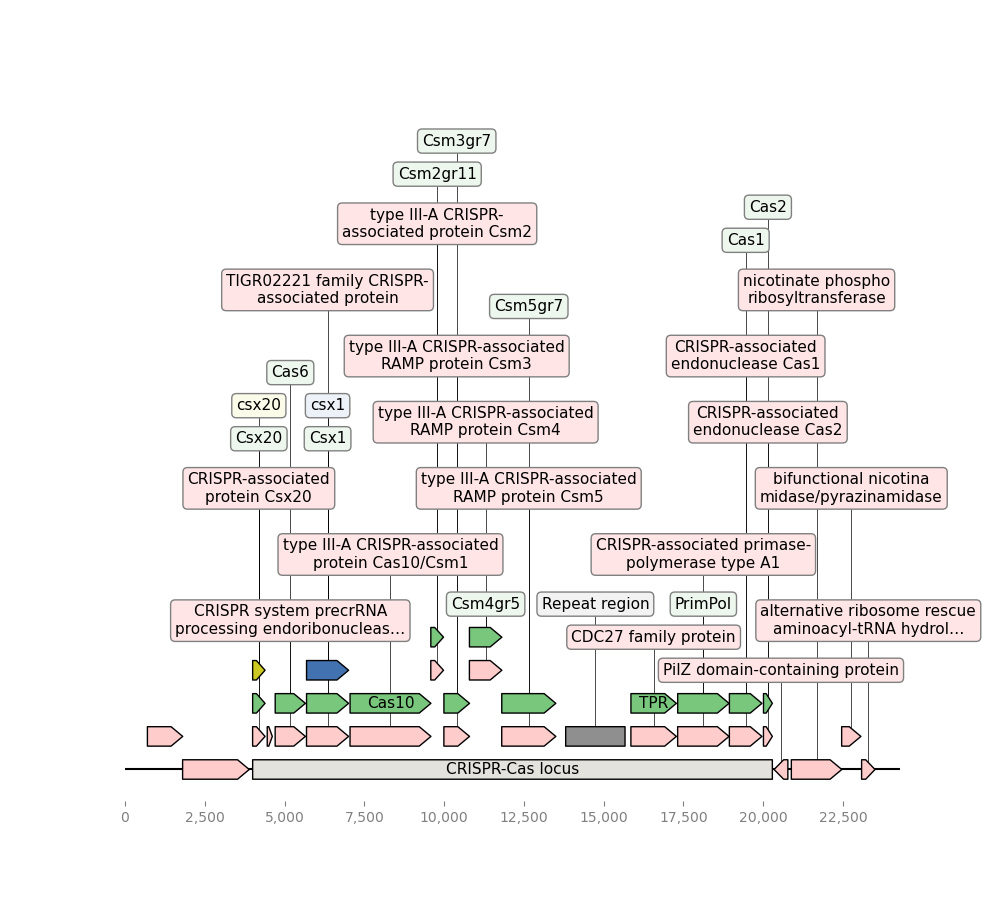 Csm3gr7
Csm2gr11
type III-A CRISPR-
associated protein Csm2
Cas2
Cas1
TIGR02221 family CRISPR-
associated protein
nicotinate phospho
ribosyltransferase
Csm5gr7
type III-A CRISPR-associated
RAMP protein Csm3
CRISPR-associated
endonuclease Cas1
Cas6
csx20
csx1
type III-A CRISPR-associated
RAMP protein Csm4
CRISPR-associated
endonuclease Cas2
Csx20
Csx1
CRISPR-associated
protein Csx20
type III-A CRISPR-associated
RAMP protein Csm5
bifunctional nicotina
midase/pyrazinamidase
type III-A CRISPR-associated
protein Cas10/Csm1
CRISPR-associated primase-
polymerase type A1
CRISPR system precrRNA
processing endoribonucleas...
Csm4gr5
Repeat region
PrimPol
alternative ribosome rescue
aminoacyl-tRNA hydrol...
CDC27 family protein
PilZ domain-containing protein
Cas10
TPR
CRISPR-Cas locus
0
2,500
5,000
7,500
10,000
12,500
15,000
17,500
20,000
22,500